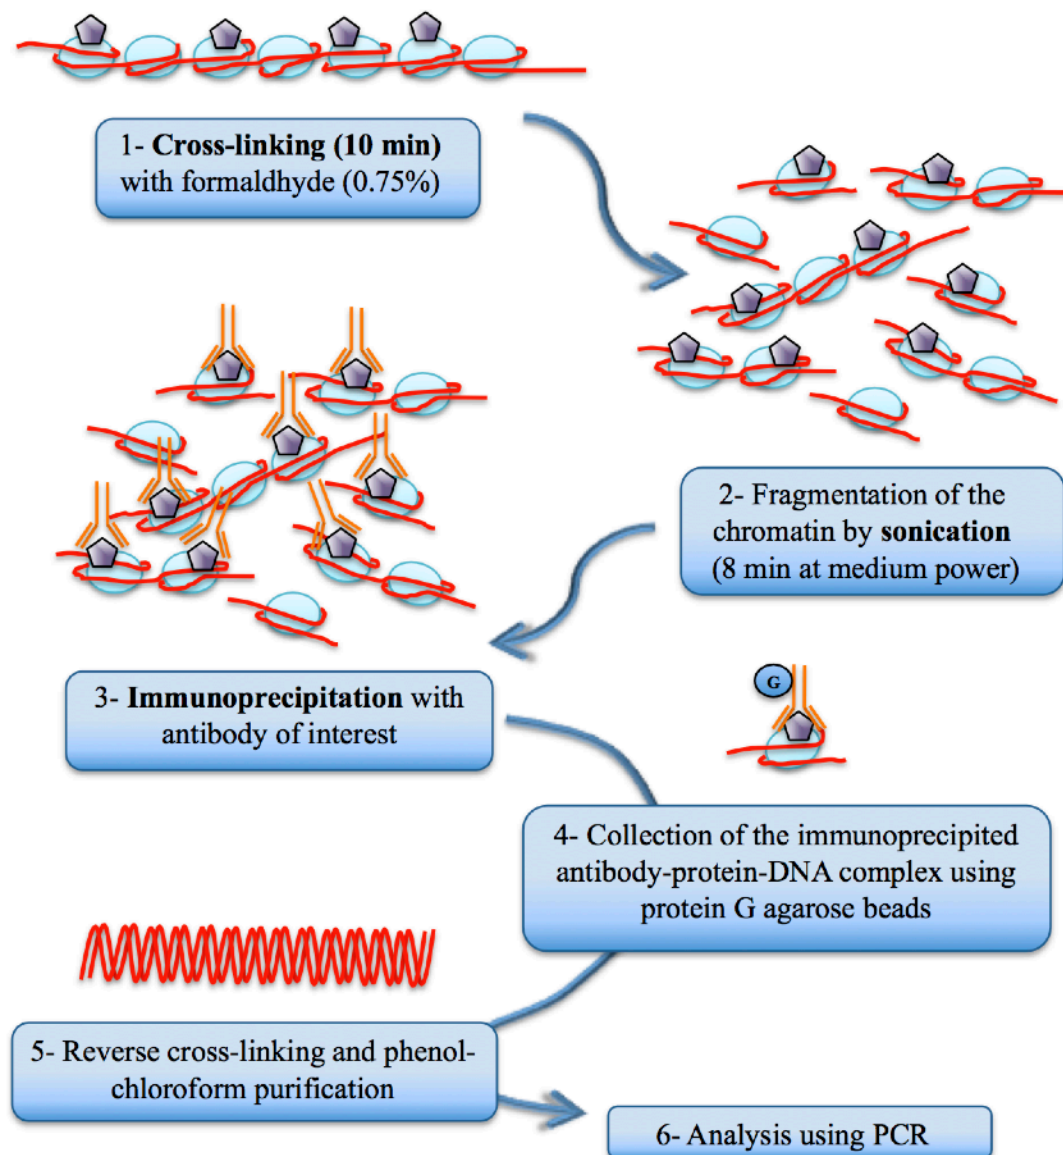 1- Cross-linking (10 min)
with formaldhyde (0.75%)
2- Fragmentation of the
chromatin by sonication
(8 min at medium power)
3- Immunoprecipitation with
antibody of interest
G
4- Collection of the immunoprecipited
antibody-protein-DNA complex using
protein G agarose beads
5- Reverse cross-linking and phenol-
chloroform purification
6- Analysis using PCR